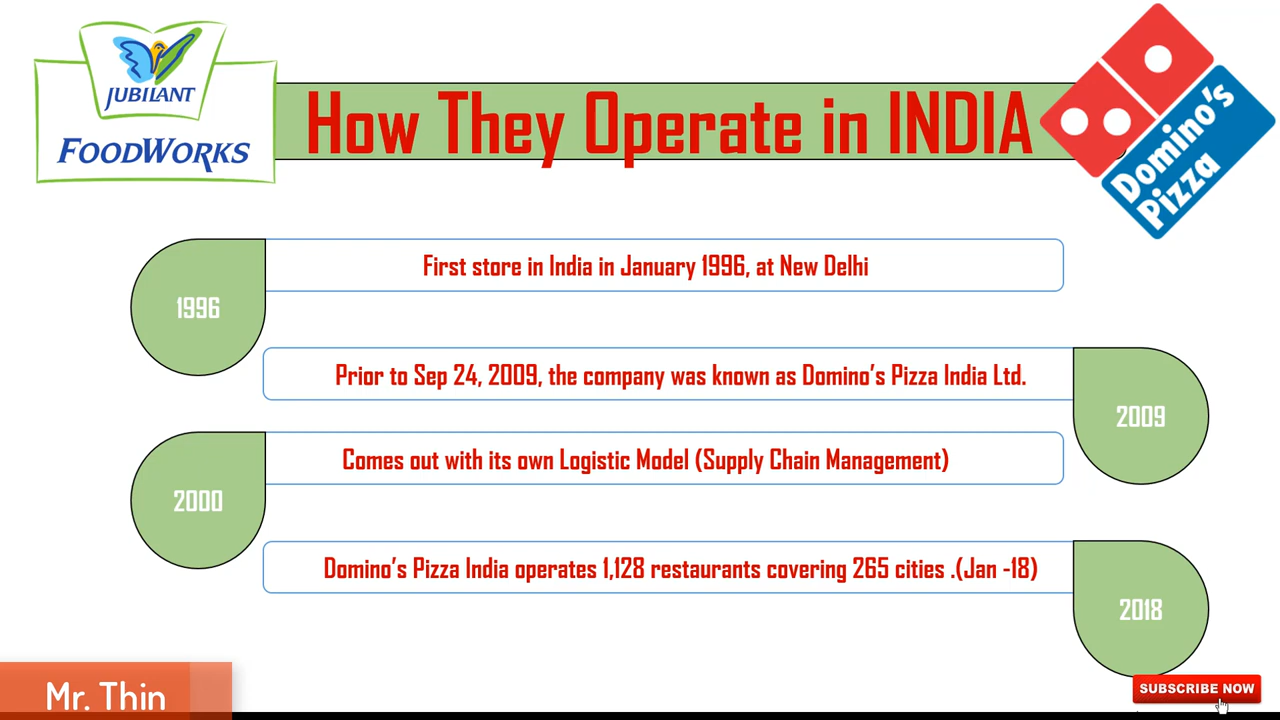 JUBILANT
FOODWORKS
How They Operate in INDIA
Domino's
Pizza
First store in India in January 1996, at New Delhi
1996
Prior to Sep 24, 2009, the company was known as Domino's Pizza India Ltd.
2009
Comes out with its own Logistic Model (Supply Chain Management)
2000
Domino's Pizza India operates 1,128 restaurants covering 265 cities .(Jan -18)
2018
Mr. Thin
SUBSCRIBE NOW